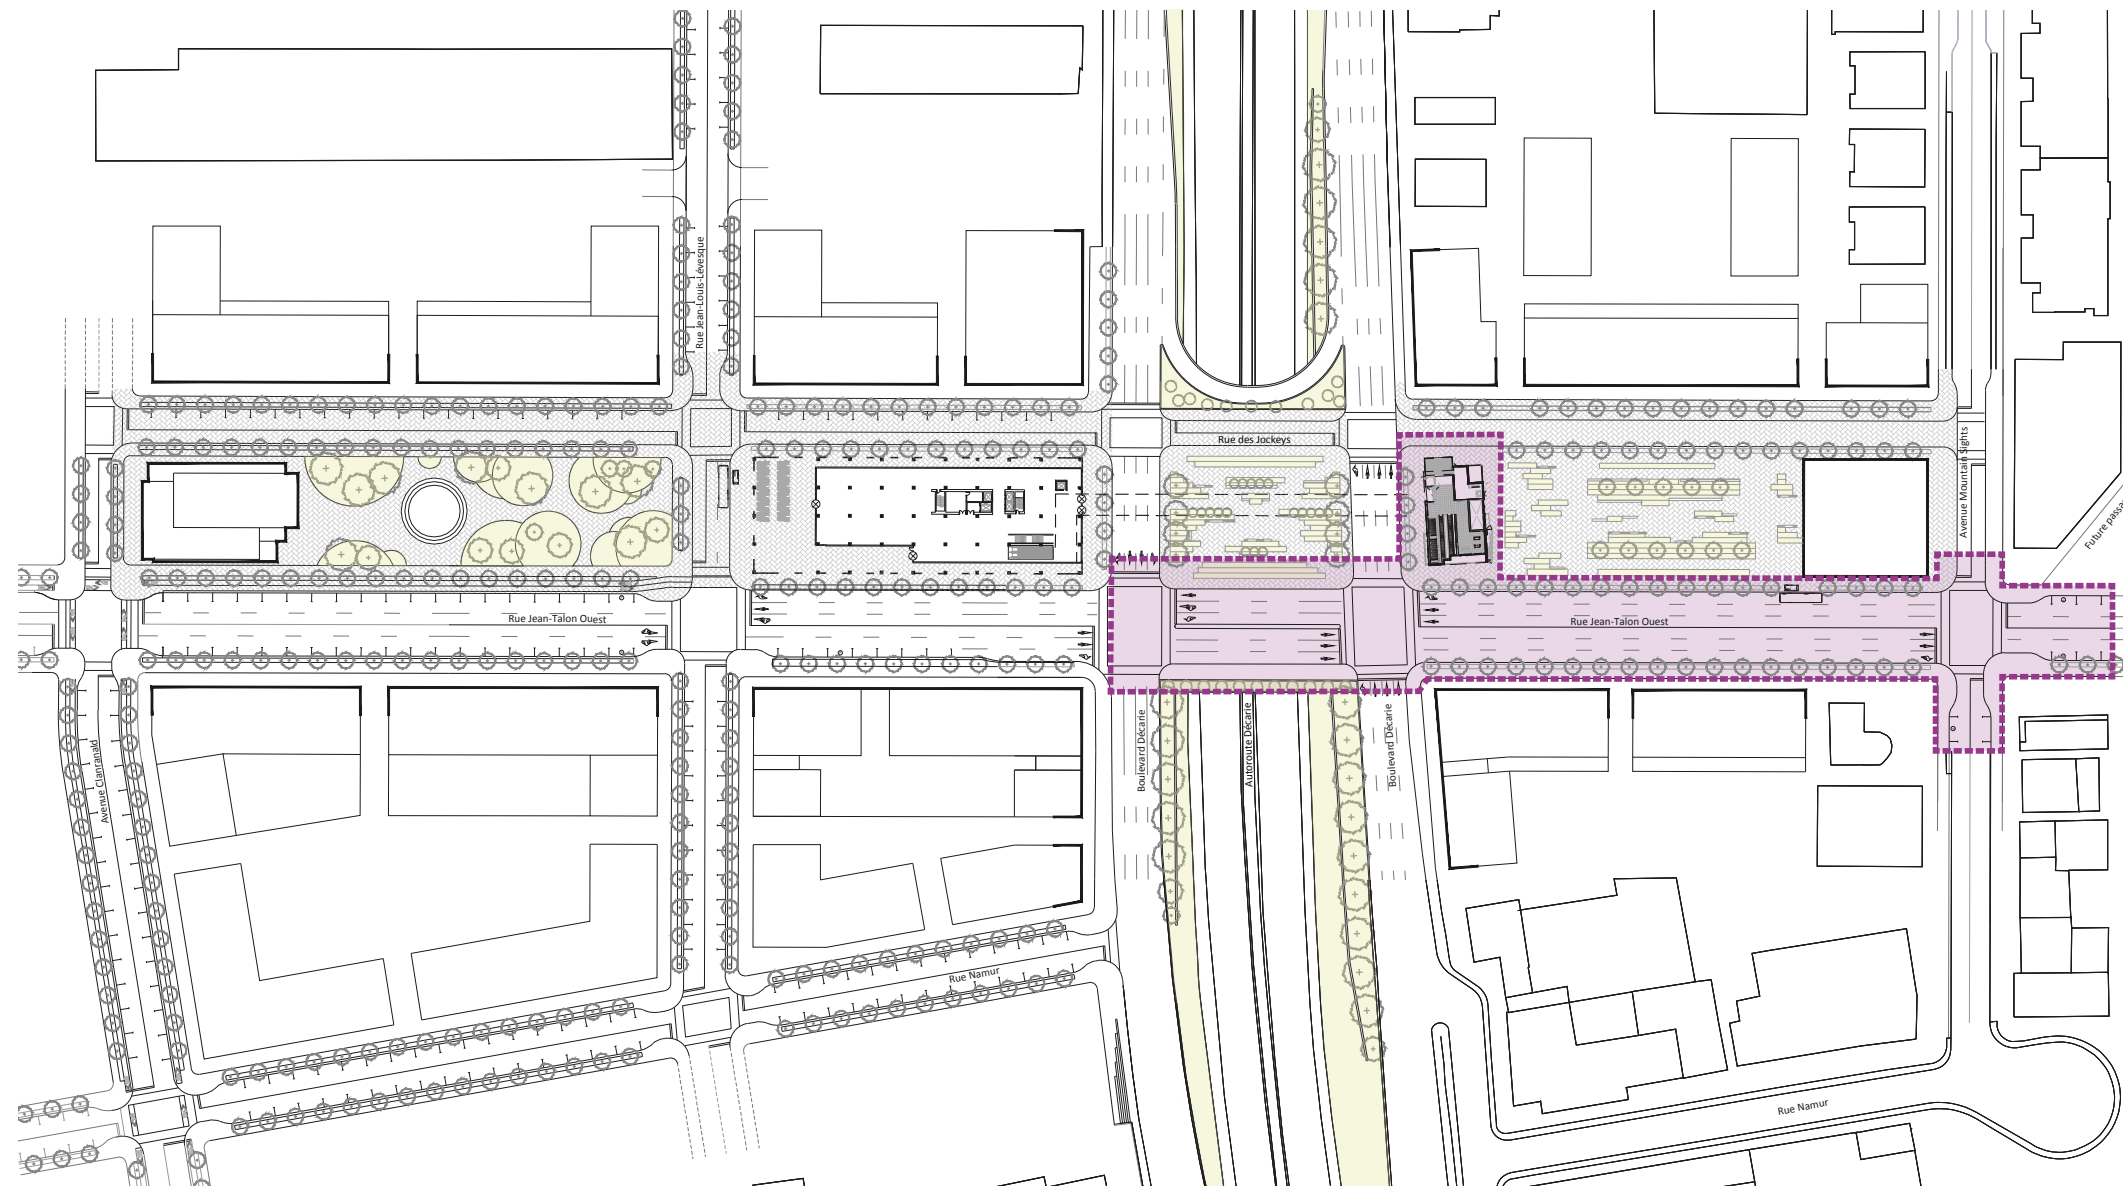 Rue Jean-Louis-Lévesque
Rue des Jockeys
Avenue Mountain Sights
Future
Rue Jean-Talon Ouest
Rue Jean-Talon Ouest
Avenue Clanranald
Boulevard Décarie
Autoroute Décarie
Boulevard Décarie
Rue Namur
Rue Namur